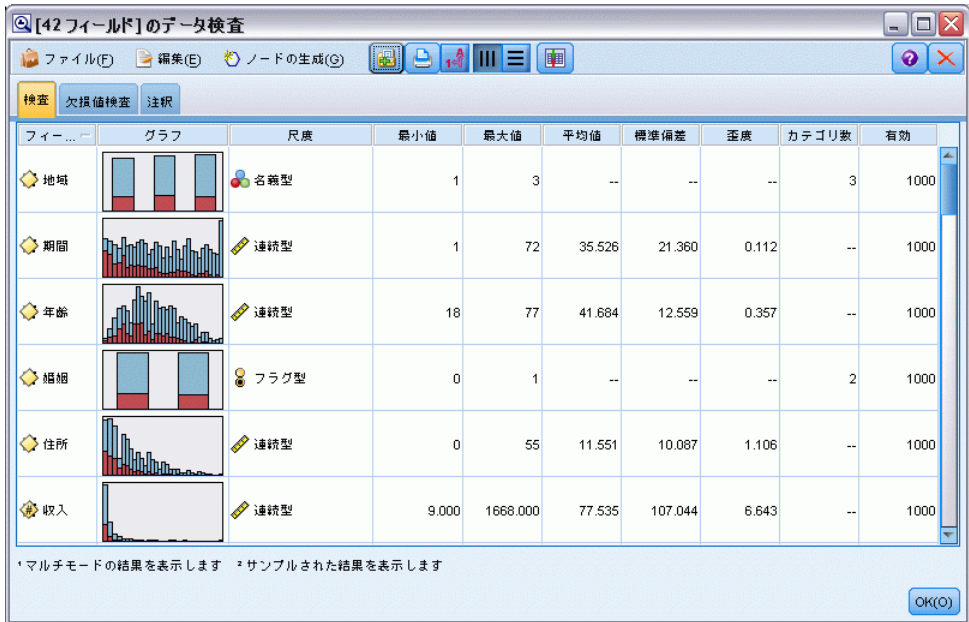 [42 フィールド] のデータ検査
ファイル(F) 編集(E) ノードの生成(G)
検査 欠損値検査 注釈
フィー... グラフ 尺度 最小値 最大値 平均値 標準偏差 歪度 カテゴリ数 有効
地域 名義型 1 3 -- -- -- 3 1000
期間 連続型 1 72 35.526 21.360 0.112 -- 1000
年齢 連続型 18 77 41.684 12.559 0.357 -- 1000
婚姻 フラグ型 0 1 -- -- -- 2 1000
住所 連続型 0 55 11.551 10.087 1.106 -- 1000
収入 連続型 9.000 1668.000 77.535 107.044 6.643 -- 1000
¹マルチモードの結果を表示します ²サンプルされた結果を表示します
OK(O)